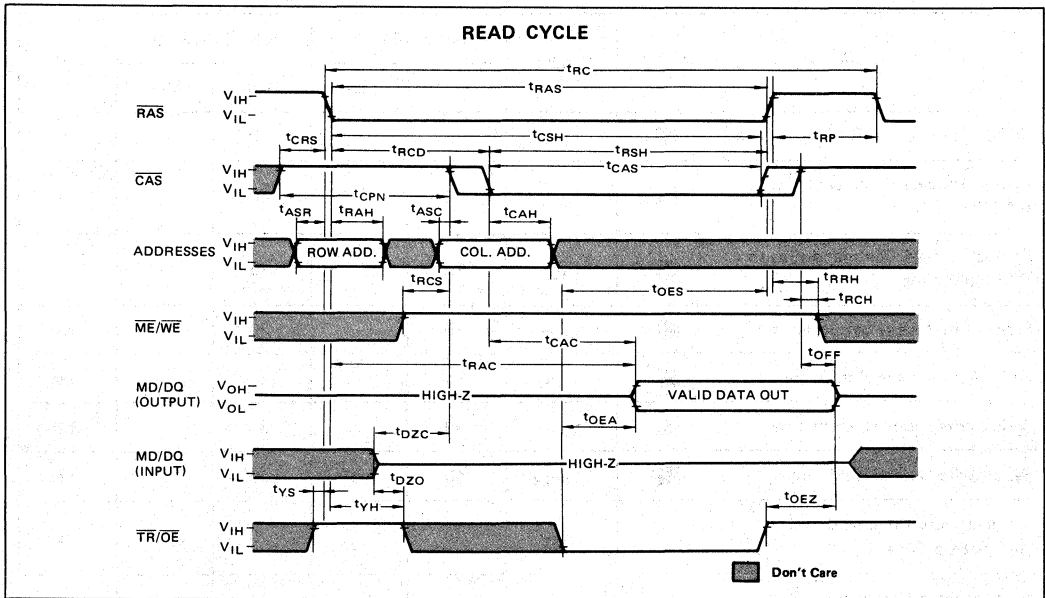 READ CYCLE
tRC
tRAS
RAS
VIH
VIL
tCRS
tRCD
tCSH
tRSH
tRP
CAS
VIH
VIL
tCPN
tCAS
tASR
tRAH
tASC
tCAH
ADDRESSES
VIH
VIL
ROW ADD.
COL. ADD.
tRCS
tOES
tRRH
tRCH
ME/WE
VIH
VIL
tCAC
tRAC
tOFF
MD/DQ
(OUTPUT)
VOH
VOL
HIGH-Z
VALID DATA OUT
tDZC
tOEA
MD/DQ
(INPUT)
VIH
VIL
HIGH-Z
tYS
tDZO
tYH
tOEZ
TR/OE
VIH
VIL
Don't Care